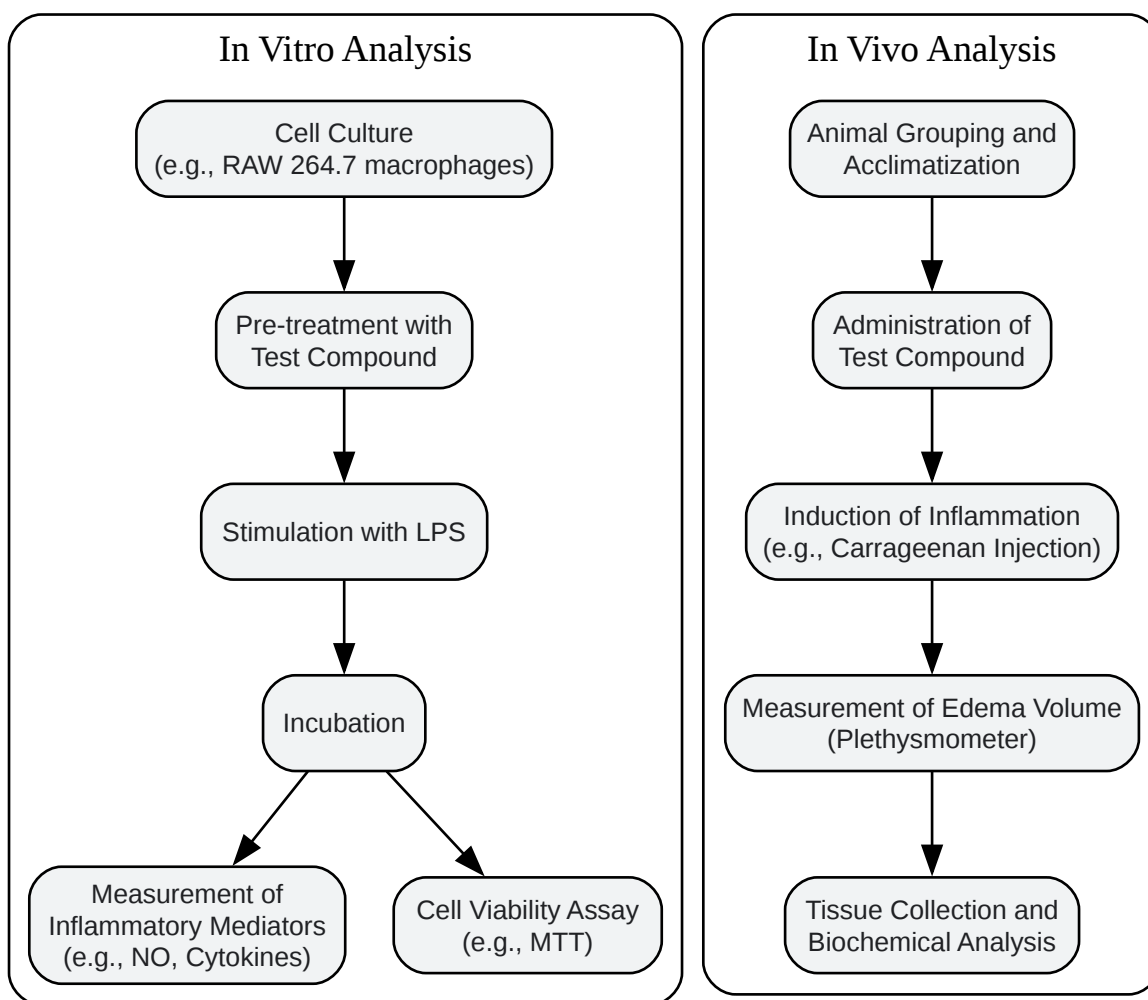 In Vitro Analysis
Cell Culture
(e.g., RAW 264.7 macrophages)
Pre-treatment with
Test Compound
Stimulation with LPS
Incubation
Measurement of
Inflammatory Mediators
(e.g., NO, Cytokines)
Cell Viability Assay
(e.g., MTT)
In Vivo Analysis
Animal Grouping and
Acclimatization
Administration of
Test Compound
Induction of Inflammation
(e.g., Carrageenan Injection)
Measurement of Edema Volume
(Plethysmometer)
Tissue Collection and
Biochemical Analysis